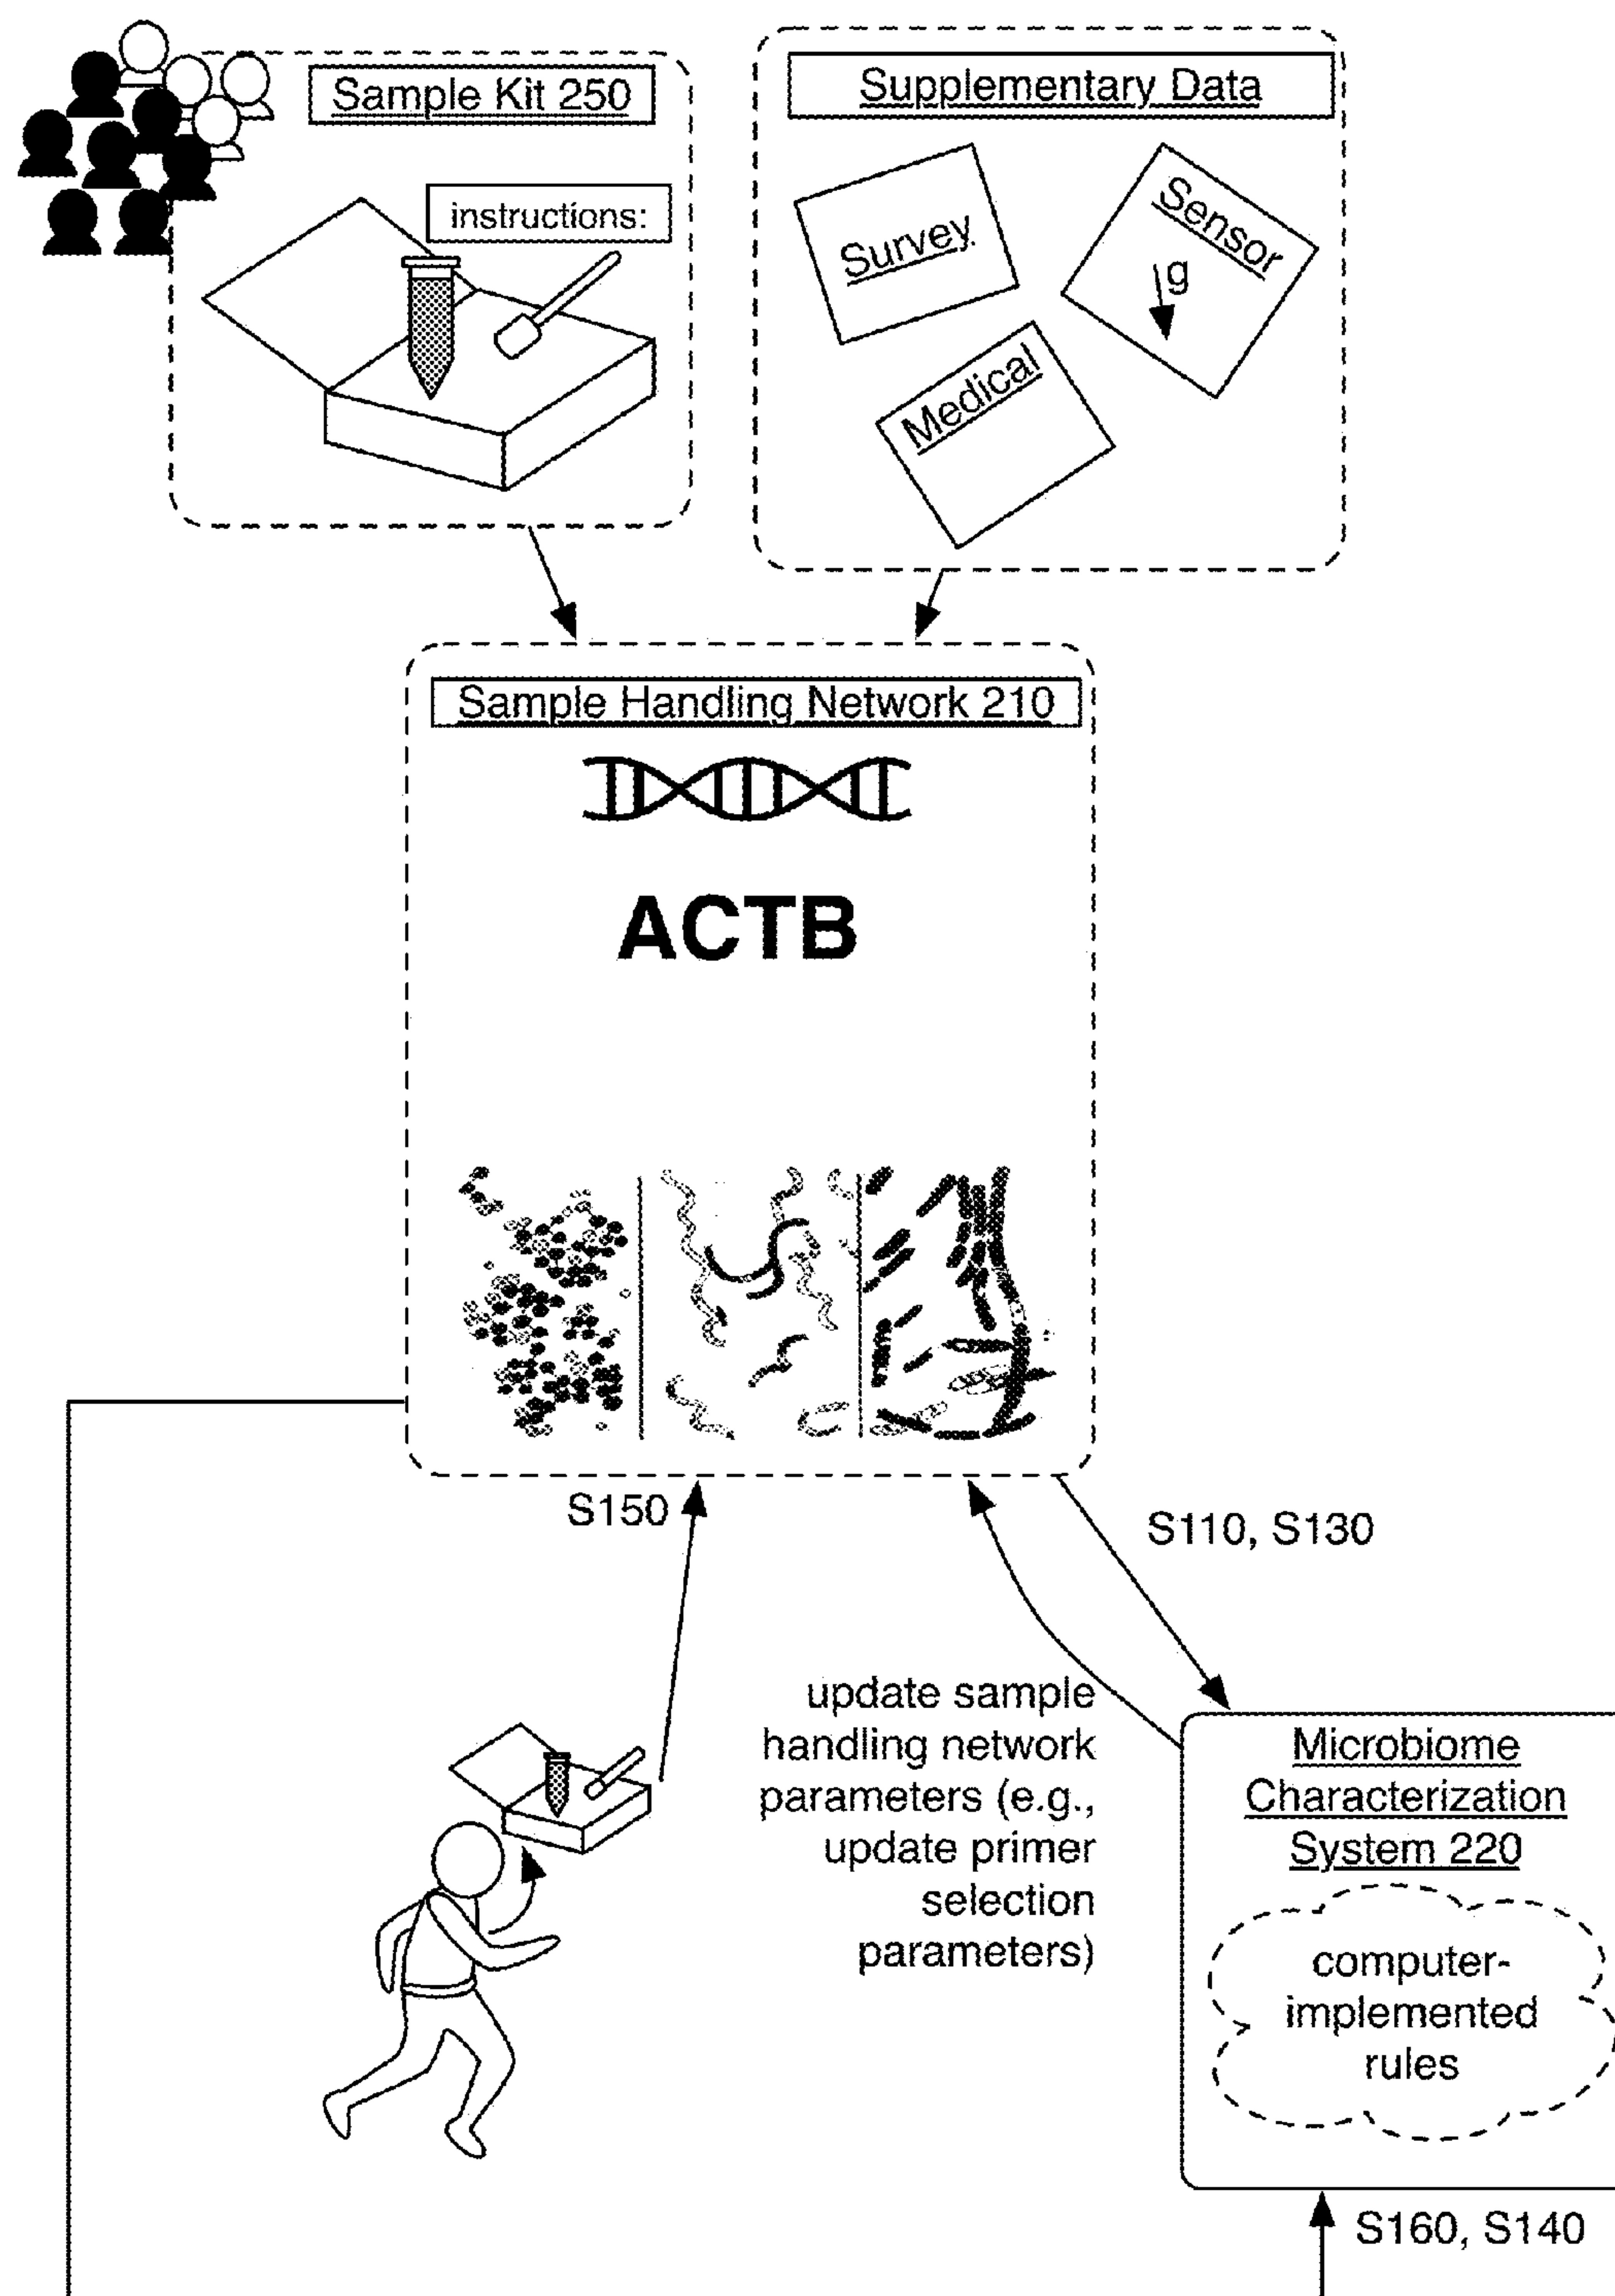 Sample Kit 250
instructions:
Supplementary Data
Survey
Sensor
g
Medical
Sample Handling Network 210
ACTB
S150
S110, S130
update sample
handling network
parameters (e.g.,
update primer
selection
parameters)
Microbiome
Characterization
System 220
computer-
implemented
rules
S160, S140